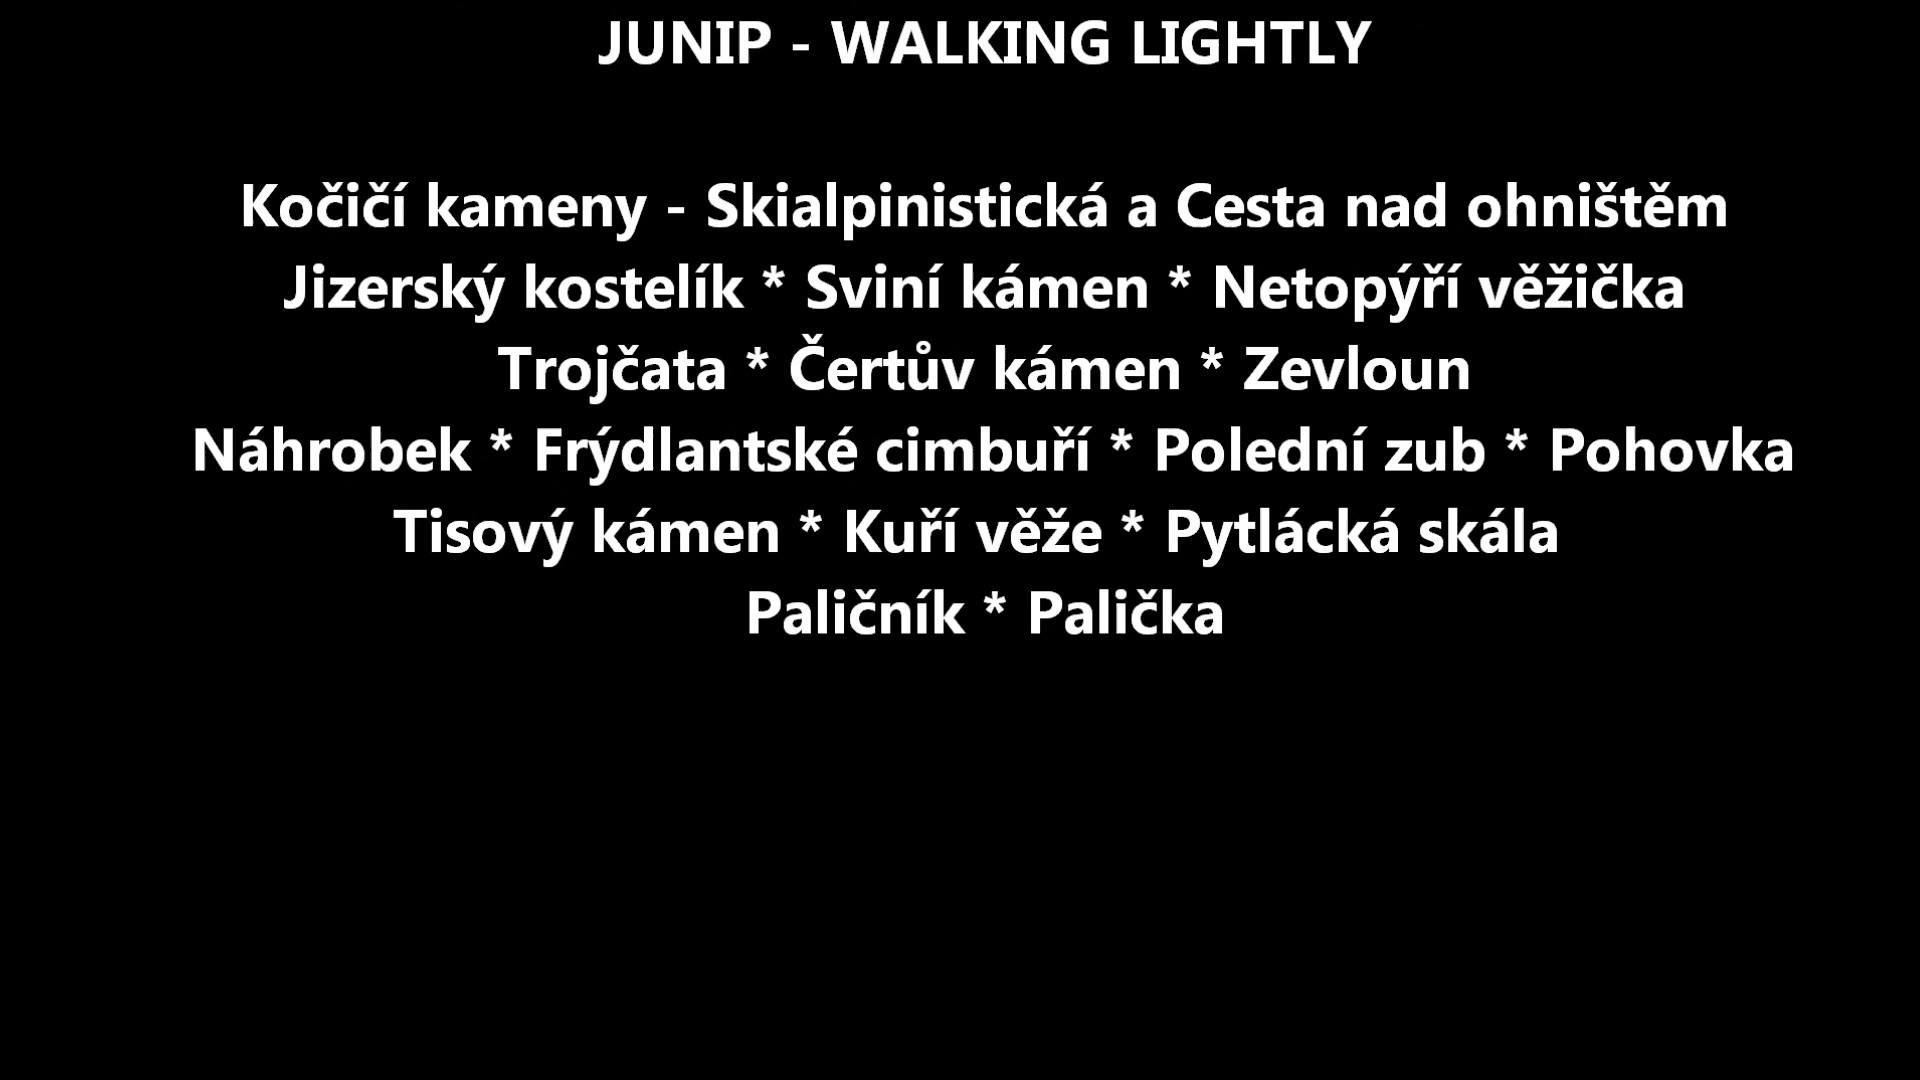 JUNIP - WALKING LIGHTLY
Kočičí kameny - Skialpinistická a Cesta nad ohništěm
Jizerský kostelík * Sviní kámen * Netopýří věžička
Trojčata * Čertův kámen * Zevloun
Náhrobek * Frýdlantské cimbuří * Polední zub * Pohovka
Tisový kámen * Kuří věže * Pytlácká skála
Paličník * Palička